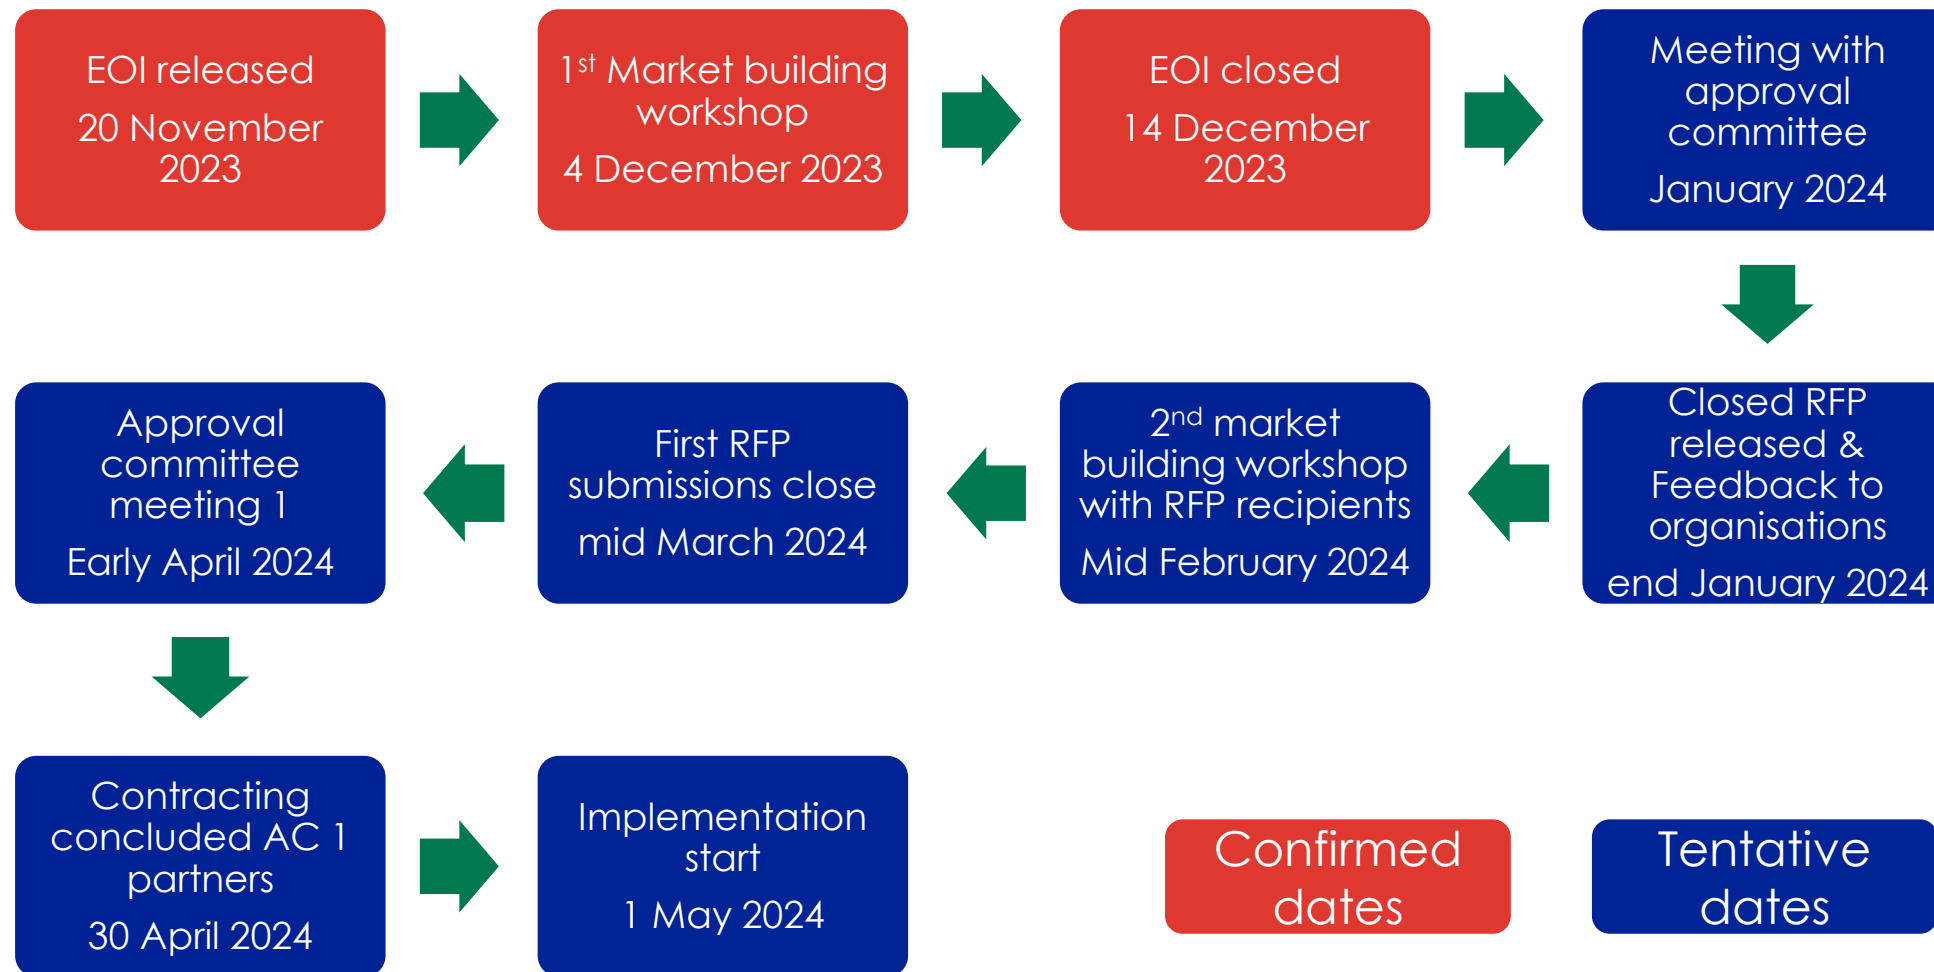 EOI released
20 November
2023
1st Market building
workshop
4 December 2023
EOI closed
14 December
2023
Meeting with
approval
committee
January 2024
Closed RFP
released &
Feedback to
organisations
end January 2024
2nd market
building workshop
with RFP recipients
Mid February 2024
First RFP
submissions close
mid March 2024
Approval
committee
meeting 1
Early April 2024
Contracting
concluded AC 1
partners
30 April 2024
Implementation
start
1 May 2024
Confirmed
dates
Tentative
dates